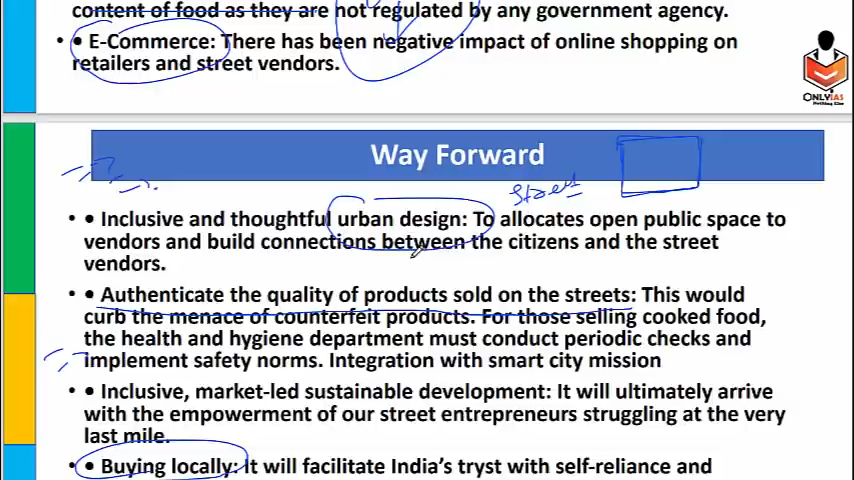 content of food as they are not regulated by any government agency.
• • E-Commerce: There has been negative impact of online shopping on
retailers and street vendors.
ONLYIAS
Nothing Else
Way Forward
Street
• • Inclusive and thoughtful urban design: To allocates open public space to
vendors and build connections between the citizens and the street
vendors.
• • Authenticate the quality of products sold on the streets: This would
curb the menace of counterfeit products. For those selling cooked food,
the health and hygiene department must conduct periodic checks and
implement safety norms. Integration with smart city mission
• • Inclusive, market-led sustainable development: It will ultimately arrive
with the empowerment of our street entrepreneurs struggling at the very
last mile.
• • Buying locally: It will facilitate India's tryst with self-reliance and